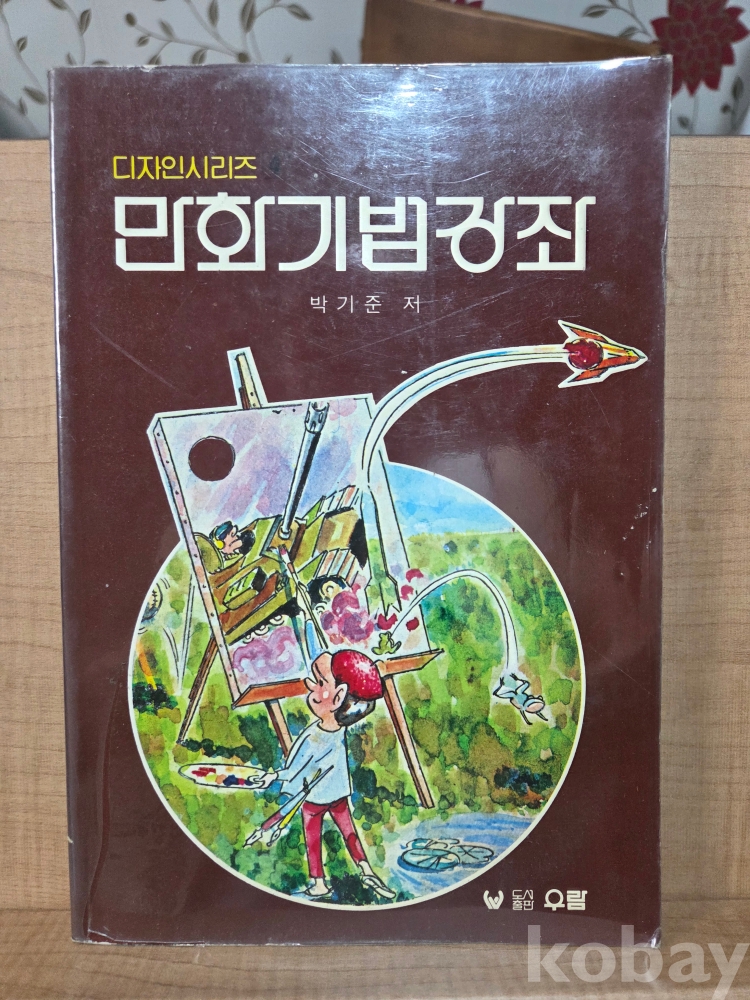 디자인시리즈
만화기법강좌
박기준 저
도서
출판 우람
kobay